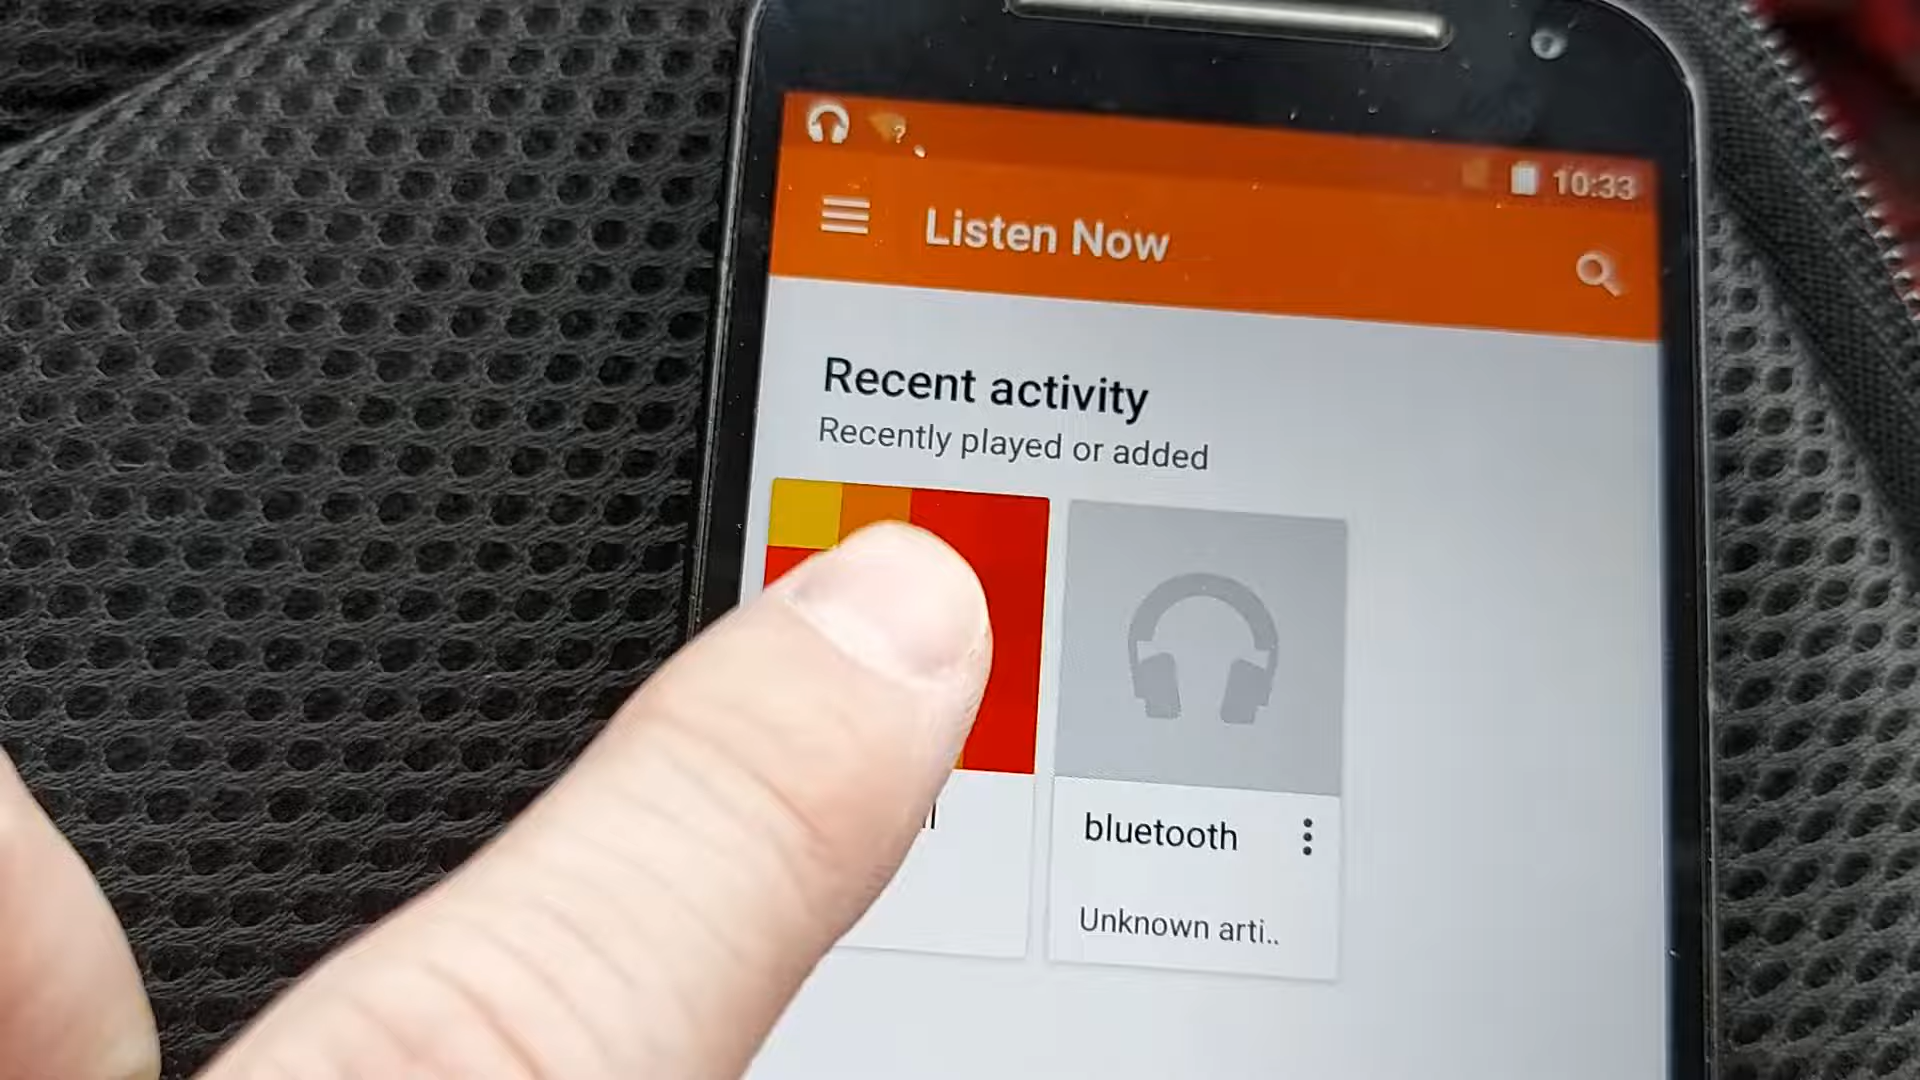 10:33
Listen Now
Recent activity
Recently played or added
bluetooth
Unknown arti..